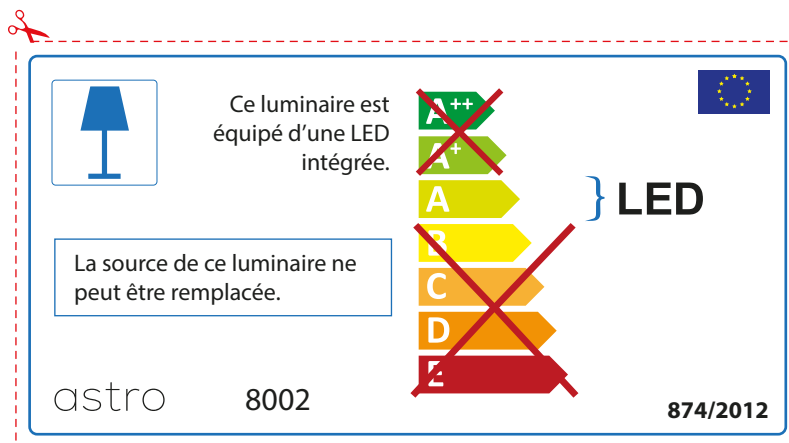 Ce luminaire est
équipé d’une LED
intégrée.
A++
A+
A
B
C
D
E
LED
La source de ce luminaire ne
peut être remplacée.
astro
8002
874/2012